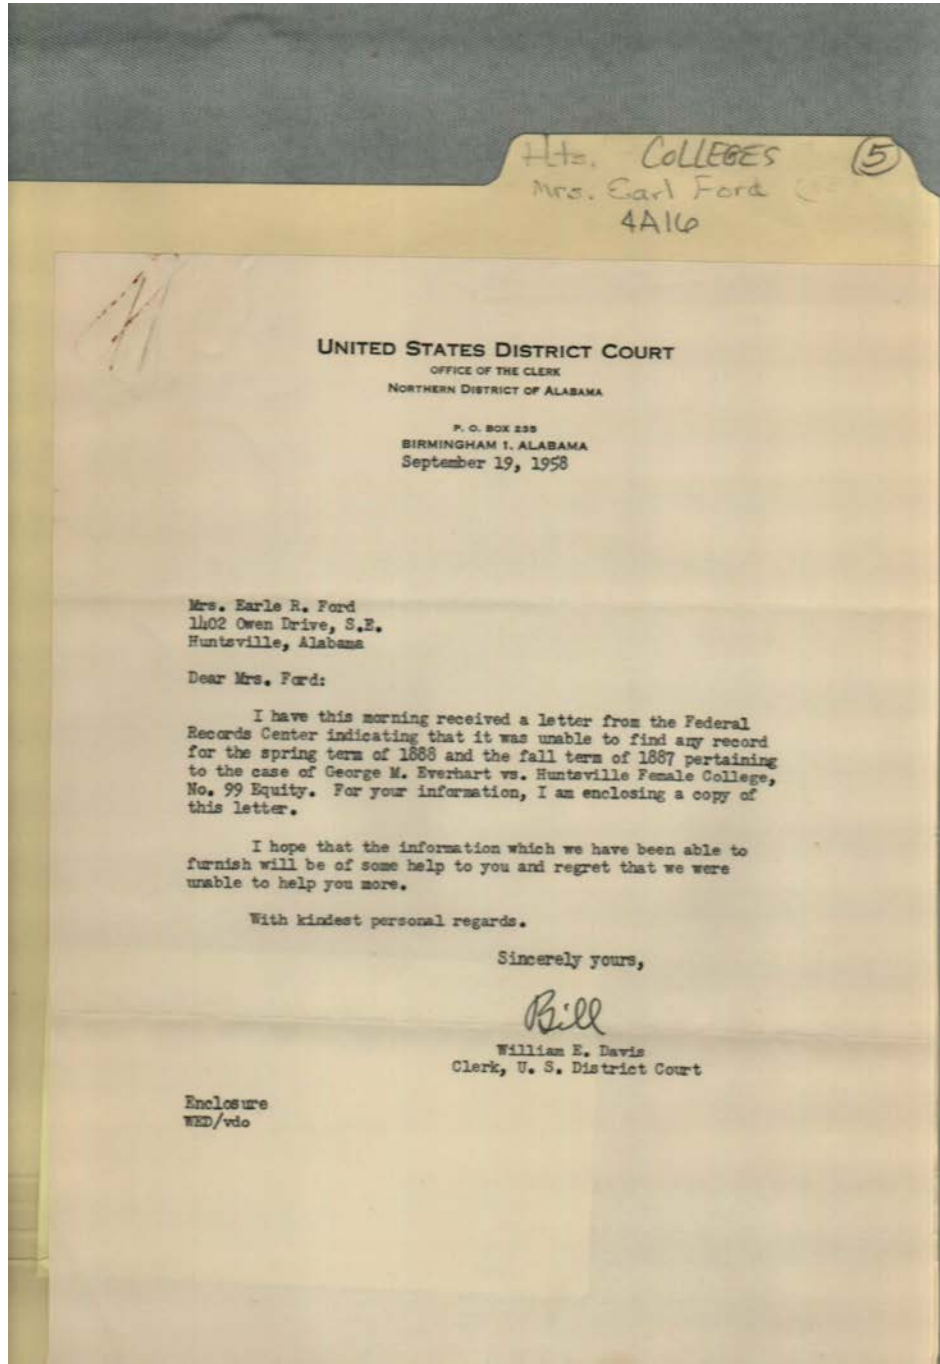 Hts. COLLEGES 5
Mrs. Earl Ford
4A16
UNITED STATES DISTRICT COURT
OFFICE OF THE CLERK
NORTHERN DISTRICT OF ALABAMA
P. O. BOX 235
BIRMINGHAM 1, ALABAMA
September 19, 1958
Mrs. Earle R. Ford
1402 Owen Drive, S.E.
Huntsville, Alabama
Dear Mrs. Ford:
I have this morning received a letter from the Federal
Records Center indicating that it was unable to find any record
for the spring term of 1888 and the fall term of 1887 pertaining
to the case of George M. Everhart vs. Huntsville Female College,
No. 99 Equity. For your information, I am enclosing a copy of
this letter.
I hope that the information which we have been able to
furnish will be of some help to you and regret that we were
unable to help you more.
With kindest personal regards.
Sincerely yours,
Bill
William E. Davis
Clerk, U. S. District Court
Enclosure
WED/vdo